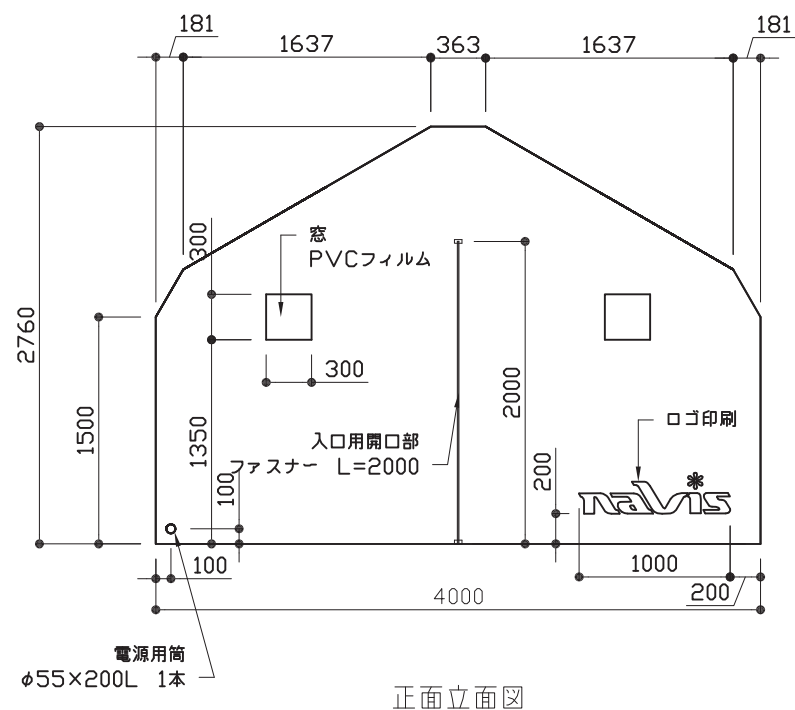 181
181
1637
363
1637
300
窓
PVCフィルム
2760
300
2000
1500
1350
入口用開口部
ファスナー L=2000
ロゴ印刷
100
200
navis
100
1000
200
4000
電源用筒
φ55×200L 1本
正面立面図